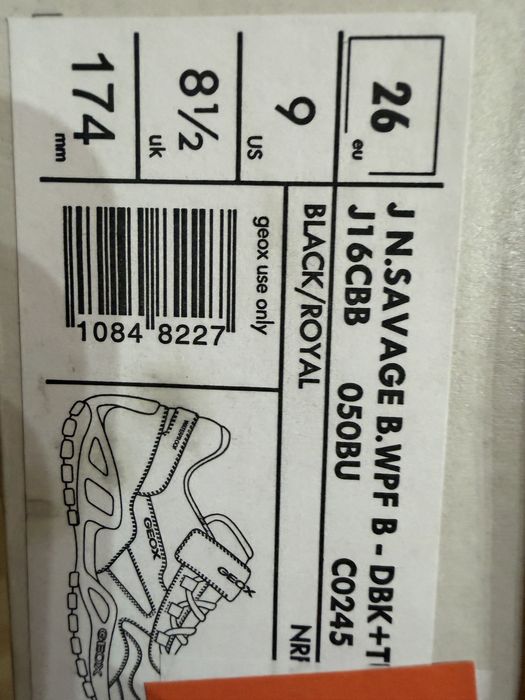 26 eu
9 US
8½ uk
174 mm
J N.SAVAGE B.WPF B - DBK+T
J16CBB 050BU C0245
BLACK/ROYAL
geox use only
1084 8227
WATERPROOF
GEOX
GEOX
GEOX